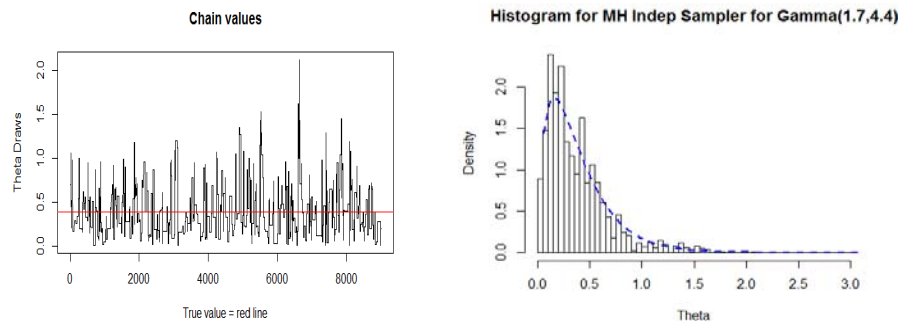 Chain values
Theta Draws
2.0
1.5
1.0
0.5
0.0
0 2000 4000 6000 8000
True value = red line
Histogram for MH Indep Sampler for Gamma(1.7,4.4)
Density
2.0
1.5
1.0
0.5
0.0
0.0 0.5 1.0 1.5 2.0 2.5 3.0
Theta